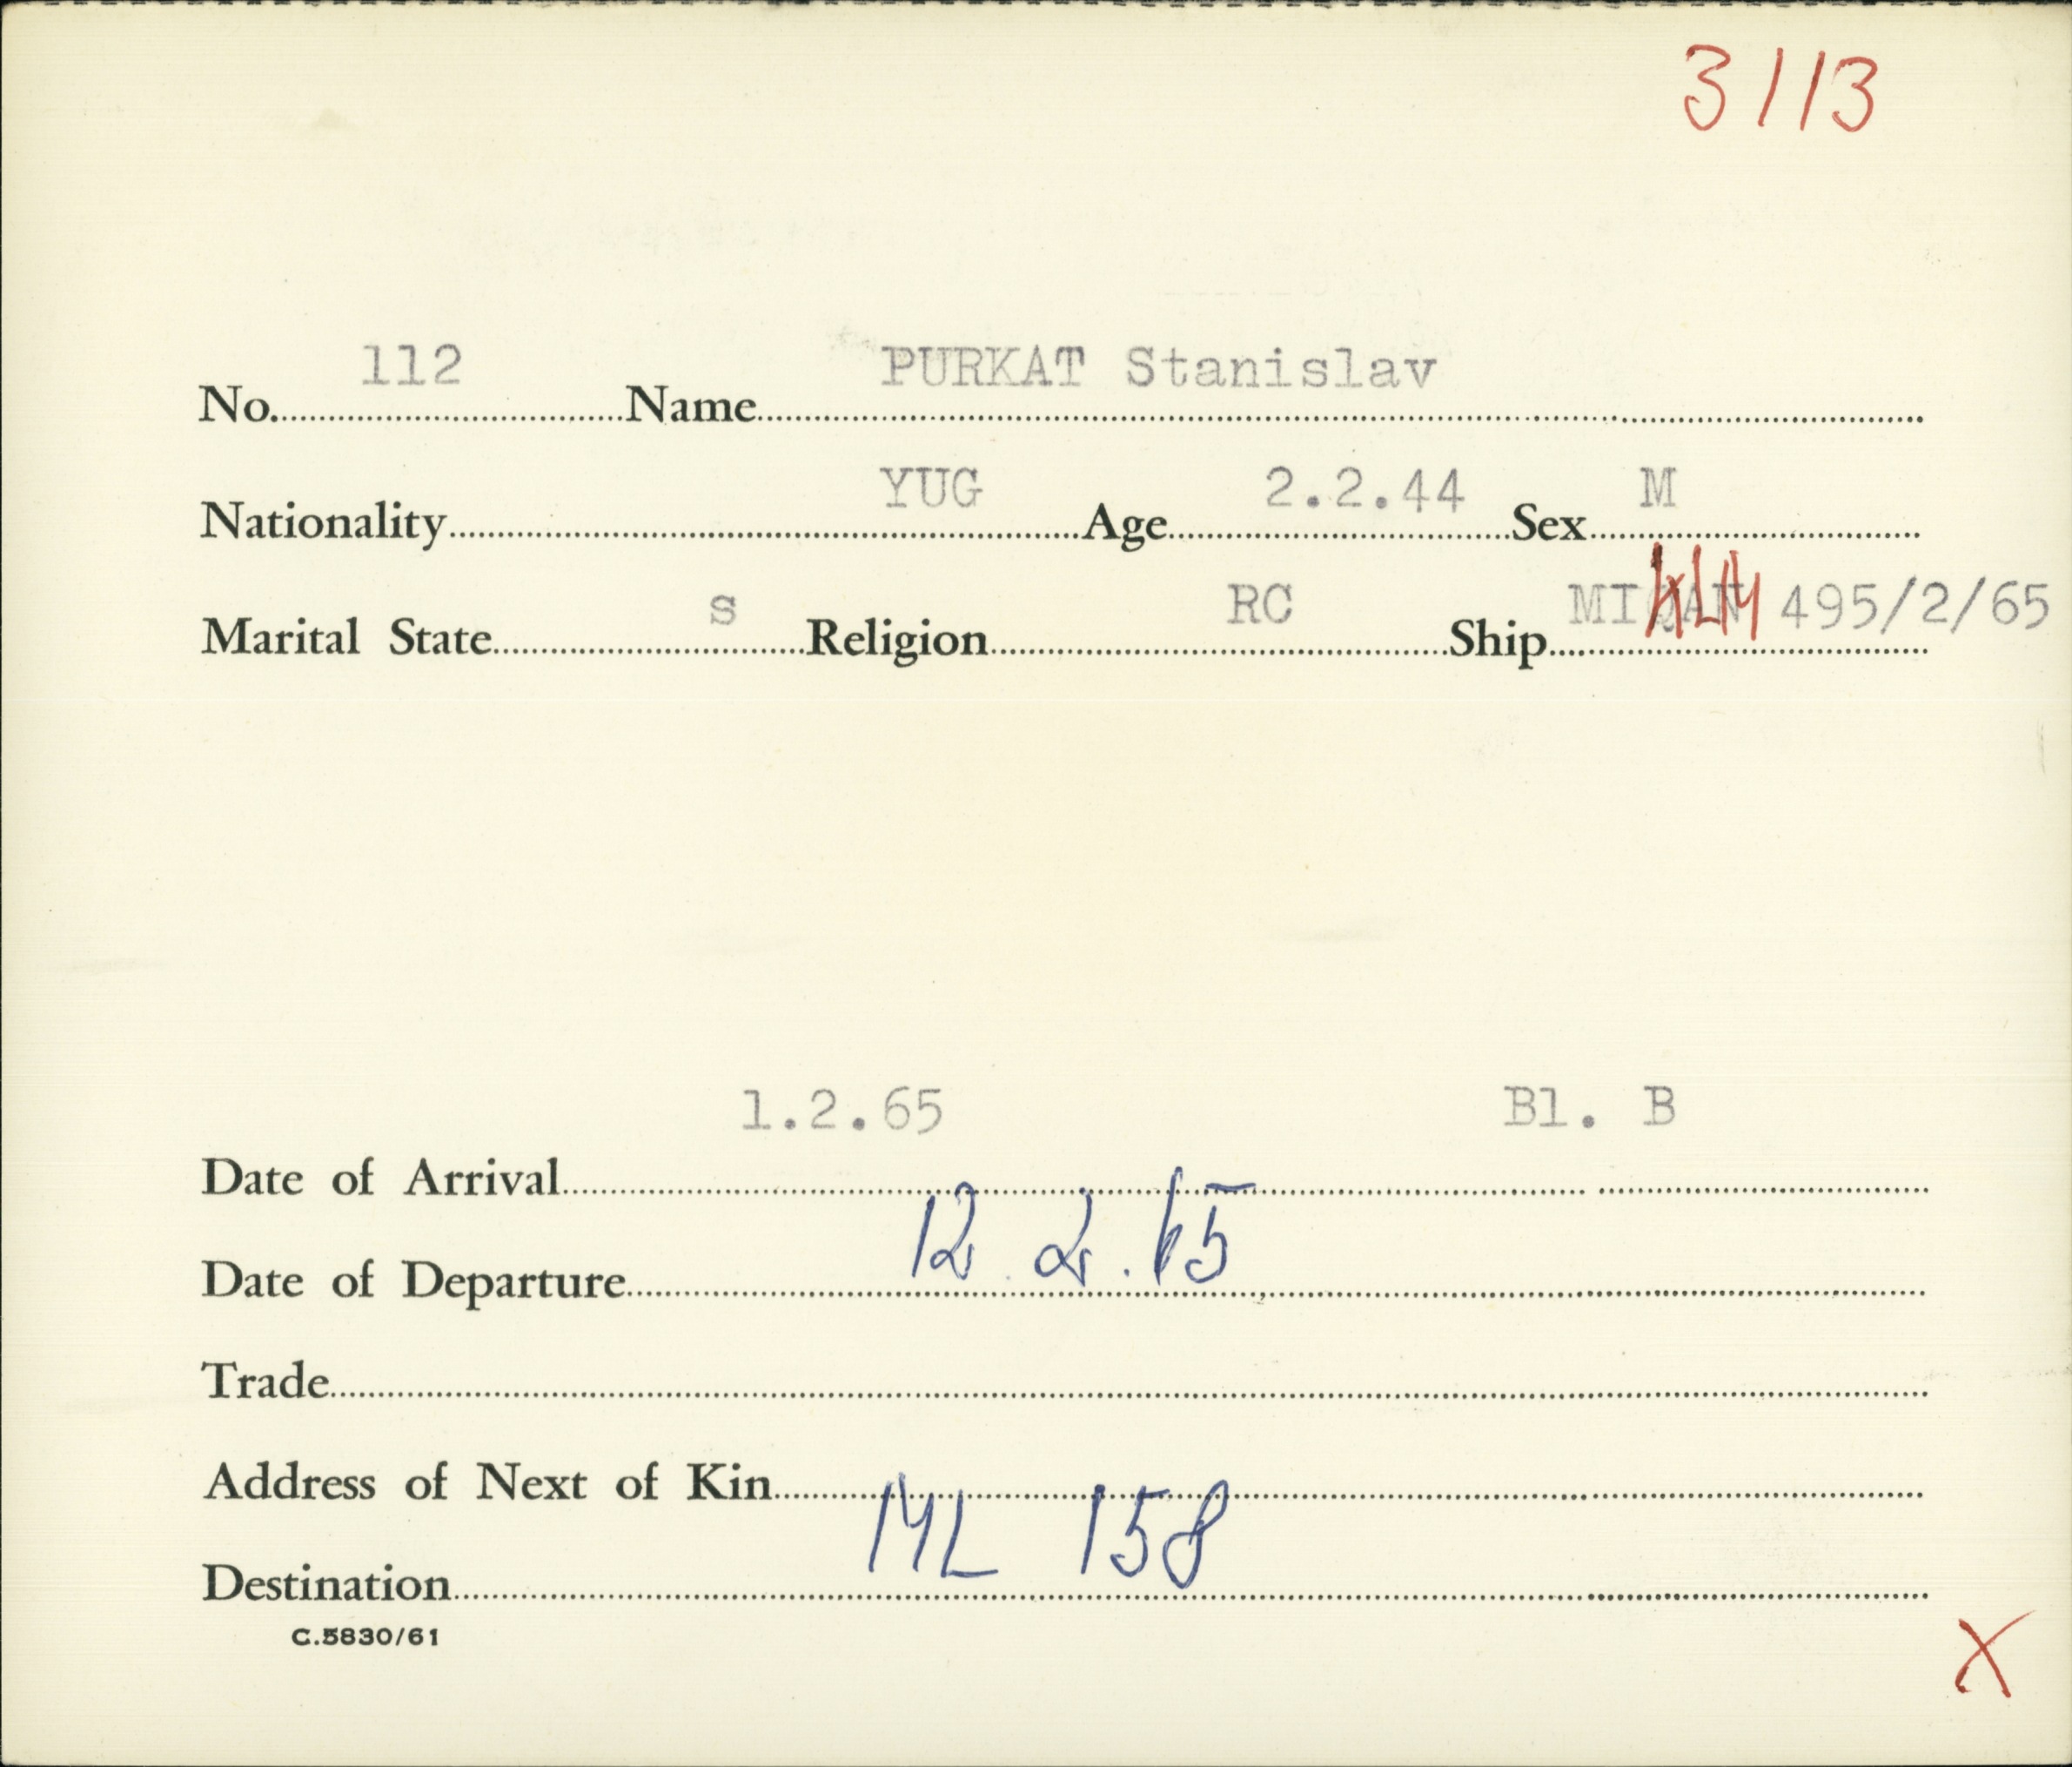 3113
No. 112 Name PURKAT Stanislav
Nationality YUG Age 2.2.44 Sex M
Marital State s Religion RC Ship KLM 495/2/65
1.2.65 Bl. B
Date of Arrival
Date of Departure 12.2.65
Trade
Address of Next of Kin
Destination ML 158
C.5830/61
X